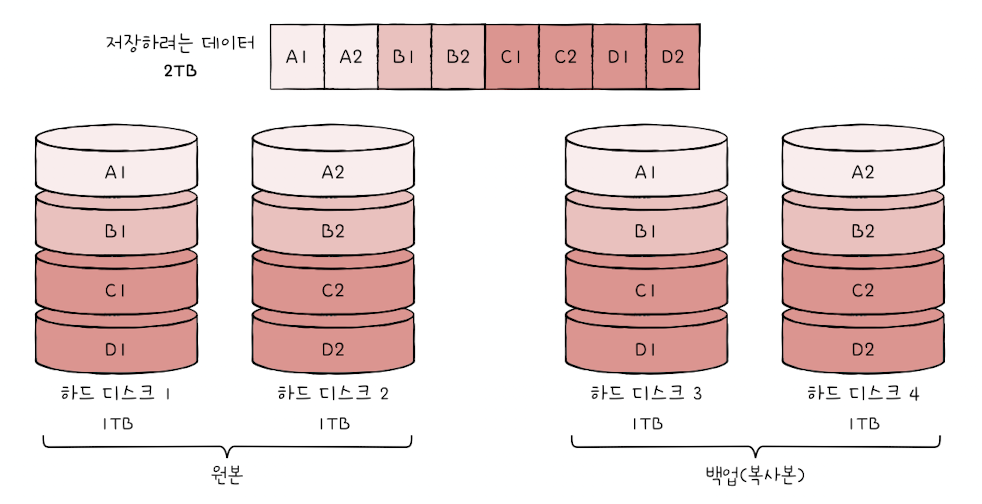 저장하려는 데이터
2TB
A1 A2 B1 B2 C1 C2 D1 D2
A1 A2 A1 A2
B1 B2 B1 B2
C1 C2 C1 C2
D1 D2 D1 D2
하드 디스크 1 하드 디스크 2 하드 디스크 3 하드 디스크 4
1TB 1TB 1TB 1TB
원본 백업(복사본)